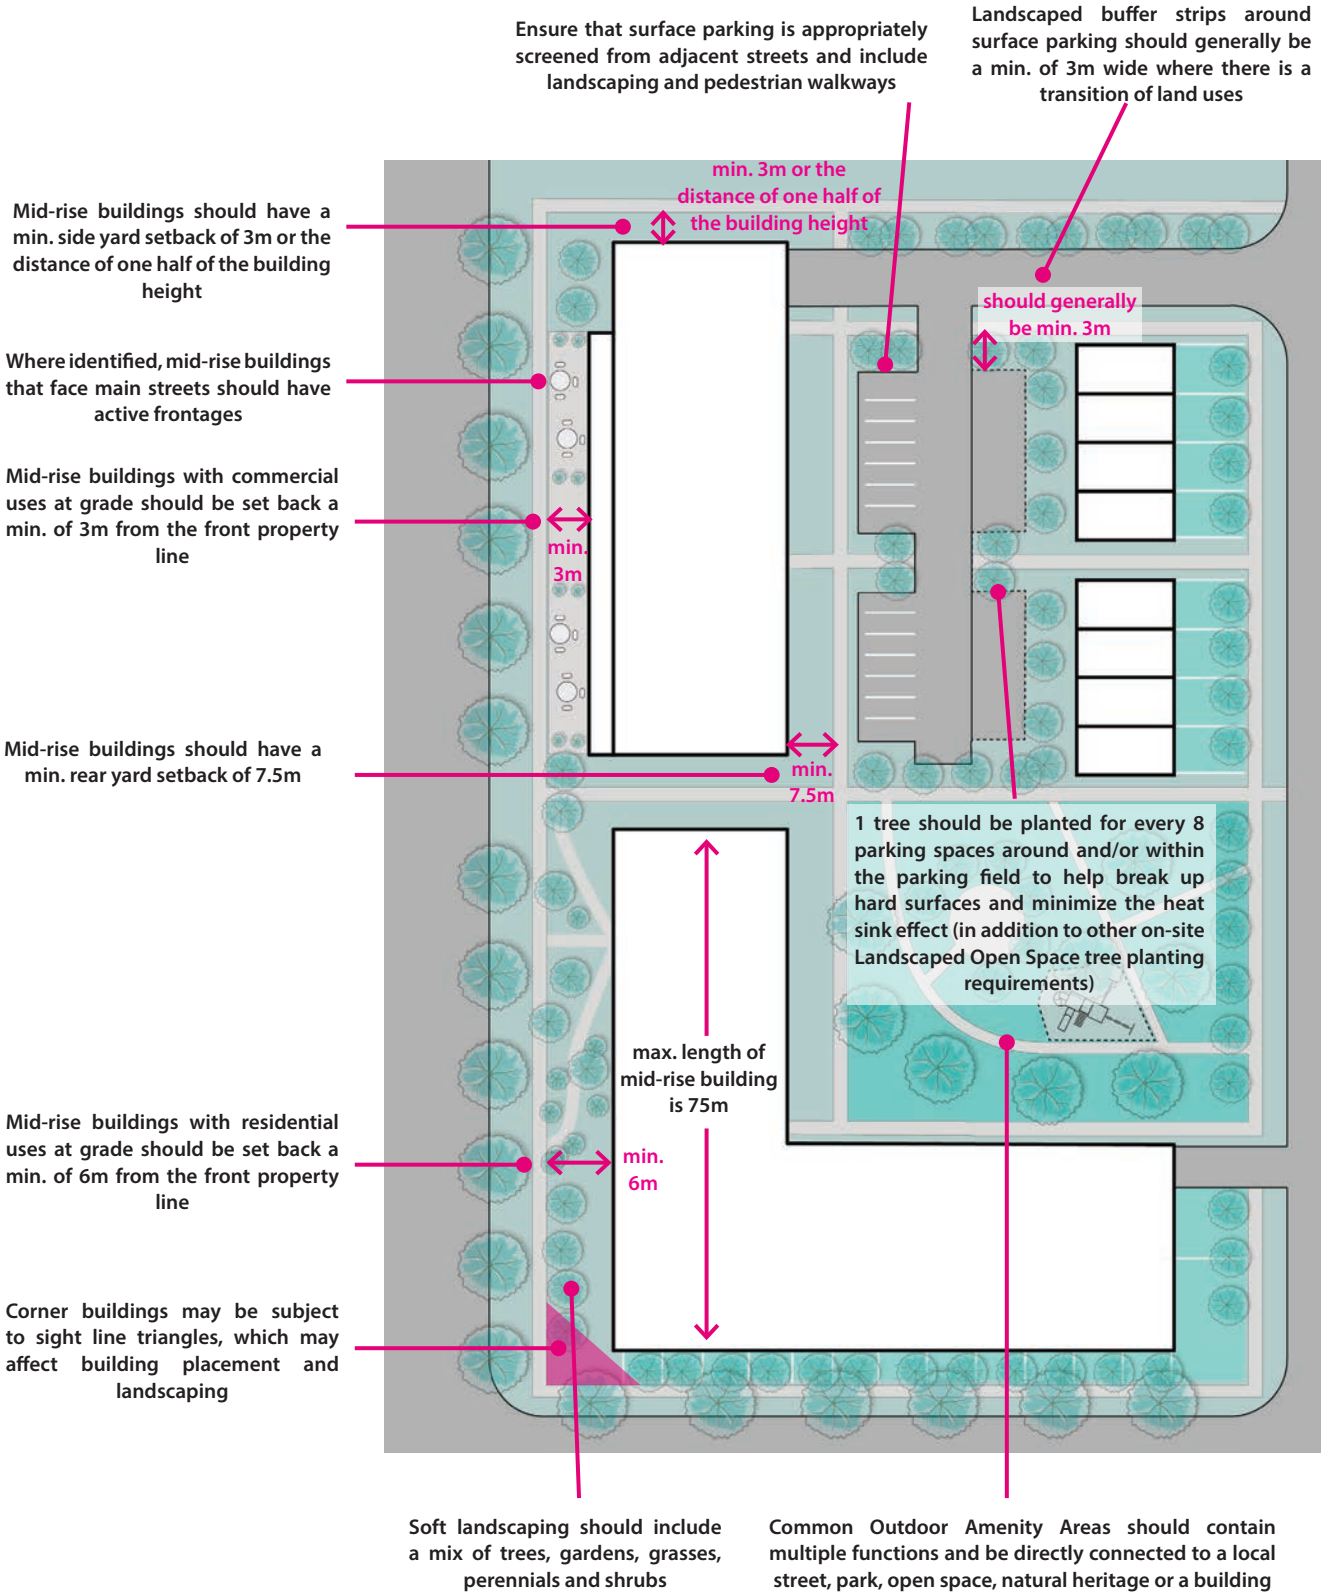 Ensure that surface parking is appropriately
screened from adjacent streets and include
landscaping and pedestrian walkways
Landscaped buffer strips around
surface parking should generally be
a min. of 3m wide where there is a
transition of land uses
min. 3m or the
distance of one half of
the building height
Mid-rise buildings should have a
min. side yard setback of 3m or the
distance of one half of the building
height
should generally
be min. 3m
Where identified, mid-rise buildings
that face main streets should have
active frontages
Mid-rise buildings with commercial
uses at grade should be set back a
min. of 3m from the front property
line
min.
3m
Mid-rise buildings should have a
min. rear yard setback of 7.5m
min.
7.5m
1 tree should be planted for every 8
parking spaces around and/or within
the parking field to help break up
hard surfaces and minimize the heat
sink effect (in addition to other on-site
Landscaped Open Space tree planting
requirements)
max. length of
mid-rise building
is 75m
Mid-rise buildings with residential
uses at grade should be set back a
min. of 6m from the front property
line
min.
6m
Corner buildings may be subject
to sight line triangles, which may
affect building placement and
landscaping
Soft landscaping should include
a mix of trees, gardens, grasses,
perennials and shrubs
Common Outdoor Amenity Areas should contain
multiple functions and be directly connected to a local
street, park, open space, natural heritage or a building